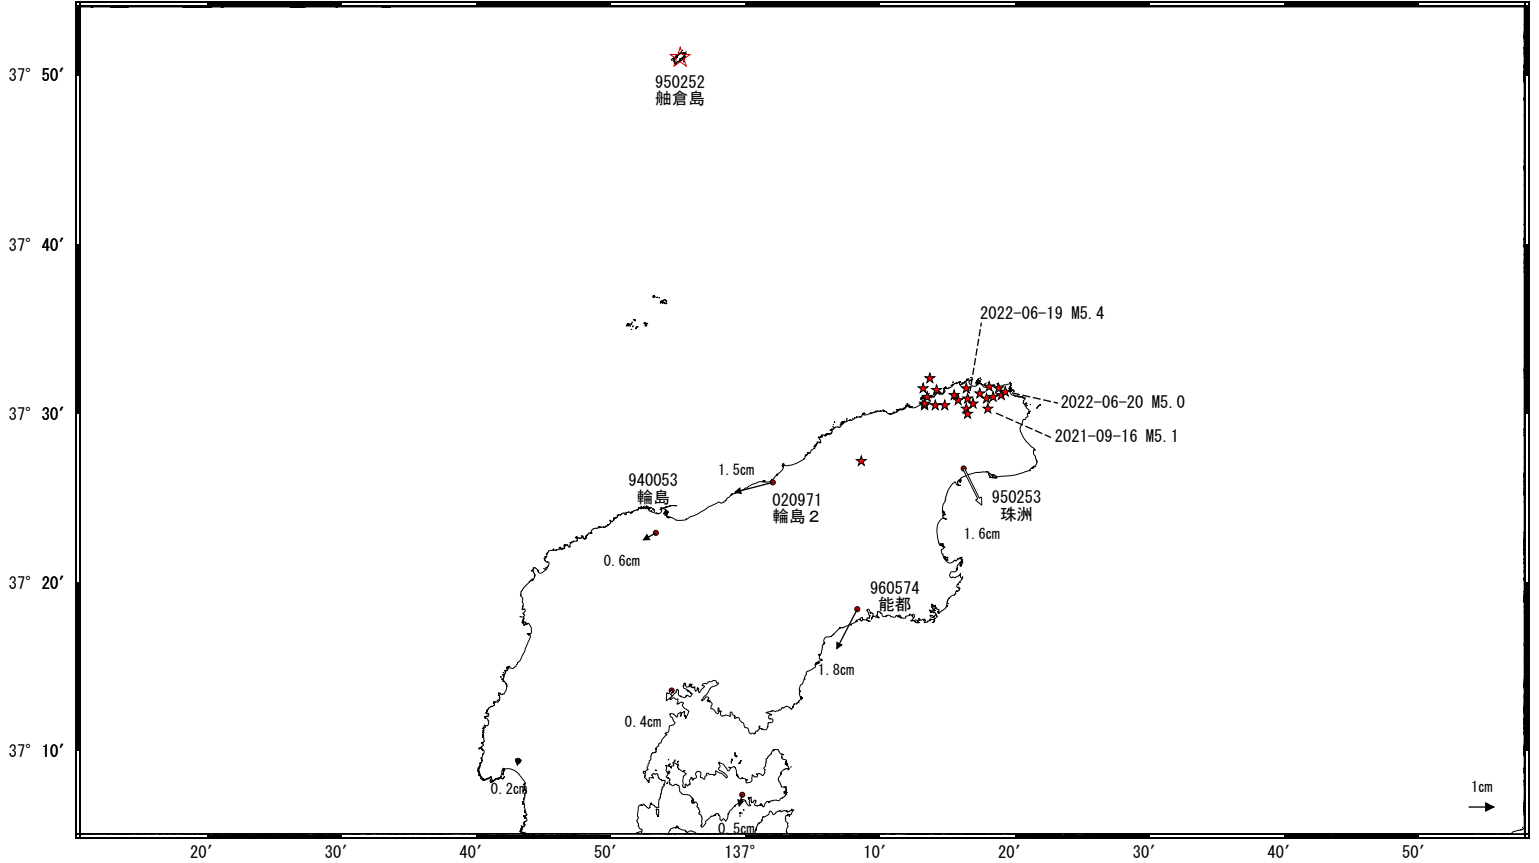 37° 50′
950252
舳倉島
37° 40′
2022-06-19 M5.4
2022-06-20 M5.0
37° 30′
2021-09-16 M5.1
1.5cm
940053
輪島
020971
輪島２
950253
珠洲
1.6cm
0.6cm
37° 20′
960574
能都
1.8cm
0.4cm
37° 10′
0.2cm
1cm
0.5cm
20′ 30′ 40′ 50′ 137° 10′ 20′ 30′ 40′ 50′